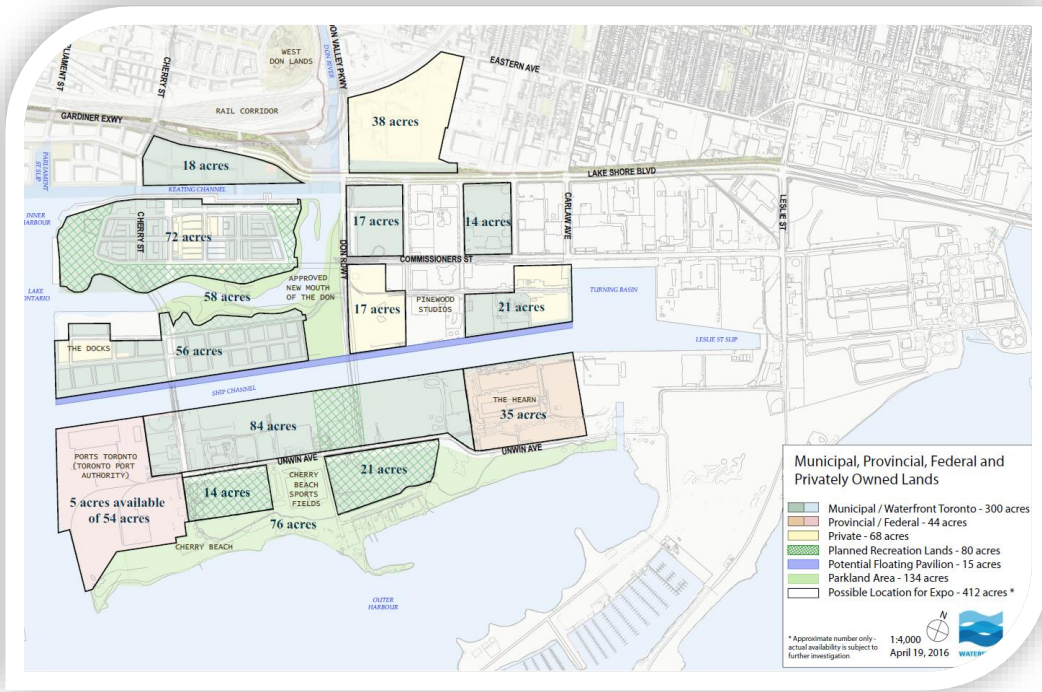 WEST
DON LANDS
DON RIVER
DON VALLEY PKWY
PARLIAMENT ST
CHERRY ST
EASTERN AVE
RAIL CORRIDOR
GARDINER EXWY
38 acres
18 acres
LAKE SHORE BLVD
PARLIAMENT
ST SLIP
KEATING CHANNEL
INNER
HARBOUR
CHERRY ST
72 acres
17 acres
14 acres
CARLAW AVE
LESLIE ST
DON RDWY
COMMISSIONERS ST
APPROVED
NEW MOUTH
OF THE DON
58 acres
LAKE
ONTARIO
17 acres
PINEWOOD
STUDIOS
21 acres
TURNING BASIN
THE DOCKS
56 acres
LESLIE ST SLIP
SHIP CHANNEL
THE HEARN
35 acres
84 acres
UNWIN AVE
UNWIN AVE
PORTS TORONTO
(TORONTO PORT
AUTHORITY)
5 acres available
of 54 acres
14 acres
CHERRY
BEACH
SPORTS
FIELDS
21 acres
76 acres
CHERRY BEACH
OUTER
HARBOUR
Municipal, Provincial, Federal and
Privately Owned Lands
Municipal / Waterfront Toronto - 300 acres
Provincial / Federal - 44 acres
Private - 68 acres
Planned Recreation Lands - 80 acres
Potential Floating Pavilion - 15 acres
Parkland Area - 134 acres
Possible Location for Expo - 412 acres *
* Approximate number only -
actual availability is subject to
further investigation
1:4,000
April 19, 2016
N